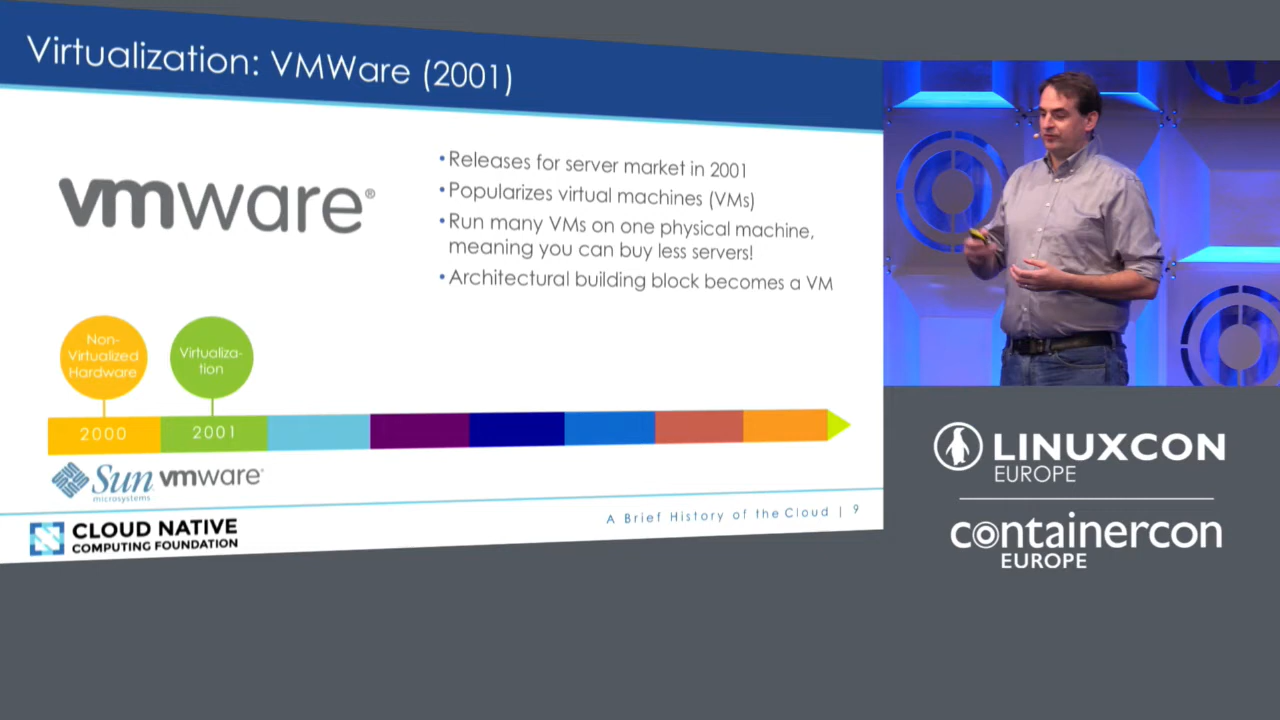 Virtualization: VMWare (2001)
vmware®
•Releases for server market in 2001
•Popularizes virtual machines (VMs)
•Run many VMs on one physical machine,
meaning you can buy less servers!
•Architectural building block becomes a VM
Non-
Virtualized
Hardware
Virtualiza-
tion
2000
2001
Sun
microsystems
vmware®
CLOUD NATIVE
COMPUTING FOUNDATION
A Brief History of the Cloud | 9
LINUXCON
EUROPE
containercon
EUROPE